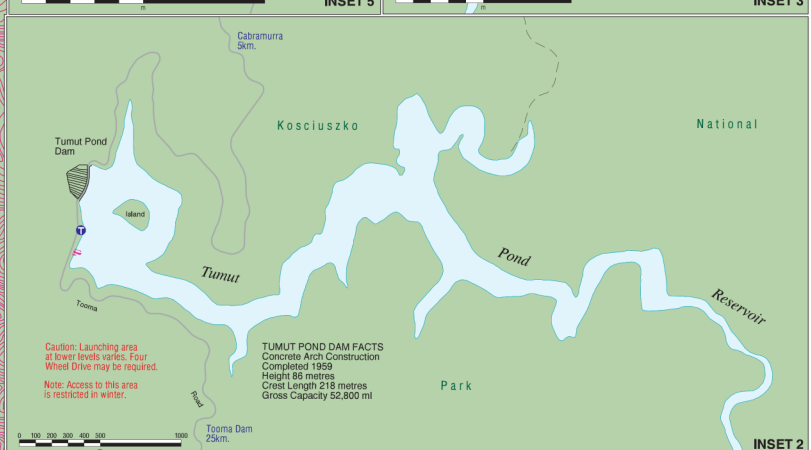 INSET 5
INSET 3
m
m
Cabramurra
5km.
Kosciuszko
National
Tumut Pond
Dam
Island
T
Tumut
Pond
Reservoir
Tooma
Caution: Launching area
at lower levels varies. Four
Wheel Drive may be required.
Note: Access to this area
is restricted in winter.
TUMUT POND DAM FACTS
Concrete Arch Construction
Completed 1959
Height 86 metres
Crest Length 218 metres
Gross Capacity 52,800 ml
Park
Road
Tooma Dam
25km.
0 100 200 300 400 500 1000
m
INSET 2